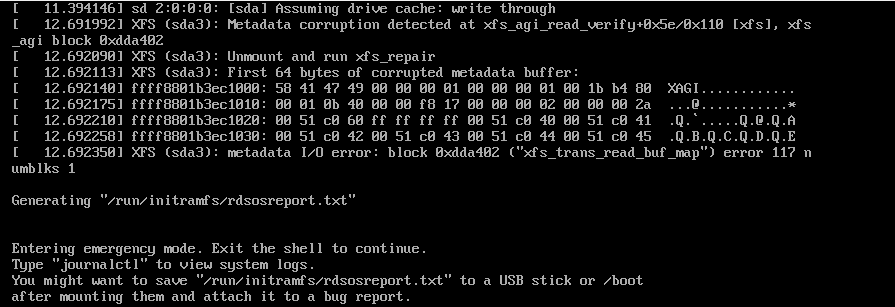 [   11.394146] sd 2:0:0:0: [sda] Assuming drive cache: write through
[   12.691992] XFS (sda3): Metadata corruption detected at xfs_agi_read_verify+0x5e/0x110 [xfs], xfs
_agi block 0xdda402
[   12.692090] XFS (sda3): Unmount and run xfs_repair
[   12.692113] XFS (sda3): First 64 bytes of corrupted metadata buffer:
[   12.692140] ffff8801b3ec1000: 58 41 47 49 00 00 00 01 00 00 00 01 00 1b b4 80  XAGI............
[   12.692175] ffff8801b3ec1010: 00 01 0b 40 00 00 f8 17 00 00 00 02 00 00 00 2a  ...@...........*
[   12.692210] ffff8801b3ec1020: 00 51 c0 60 ff ff ff ff 00 51 c0 40 00 51 c0 41  .Q.`.....Q.@.Q.A
[   12.692258] ffff8801b3ec1030: 00 51 c0 42 00 51 c0 43 00 51 c0 44 00 51 c0 45  .Q.B.Q.C.Q.D.Q.E
[   12.692350] XFS (sda3): metadata I/O error: block 0xdda402 ("xfs_trans_read_buf_map") error 117 n
umblks 1
Generating "/run/initramfs/rdsosreport.txt"
Entering emergency mode. Exit the shell to continue.
Type "journalctl" to view system logs.
You might want to save "/run/initramfs/rdsosreport.txt" to a USB stick or /boot
after mounting them and attach it to a bug report.